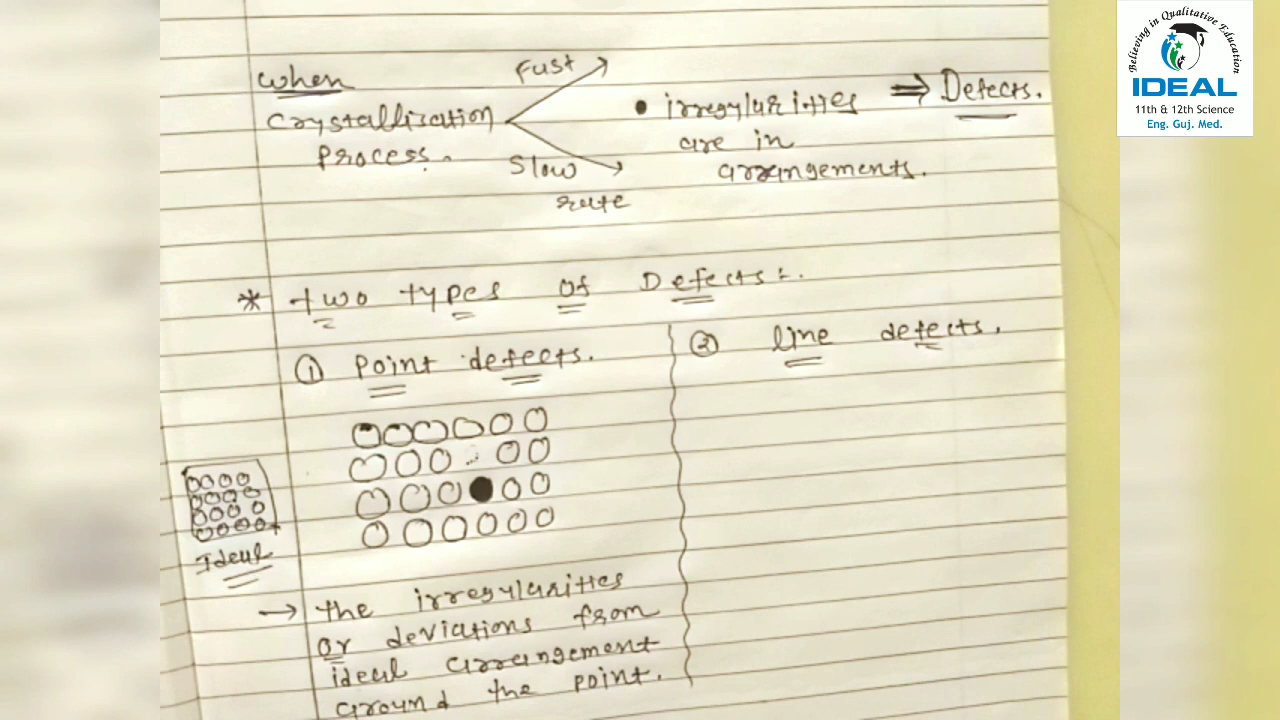 Believing in Qualitative Education
IDEAL
11th & 12th Science
Eng. Guj. Med.
when
Crystallization
process.
Fast
Slow
rate
• irregularities
are in
arrangements.
⇒ Defects.
* two types of Defects:.
① point defects.
② line defects.
Ideal
→ the irregularities
or deviations from
ideal arrangement
around the point.